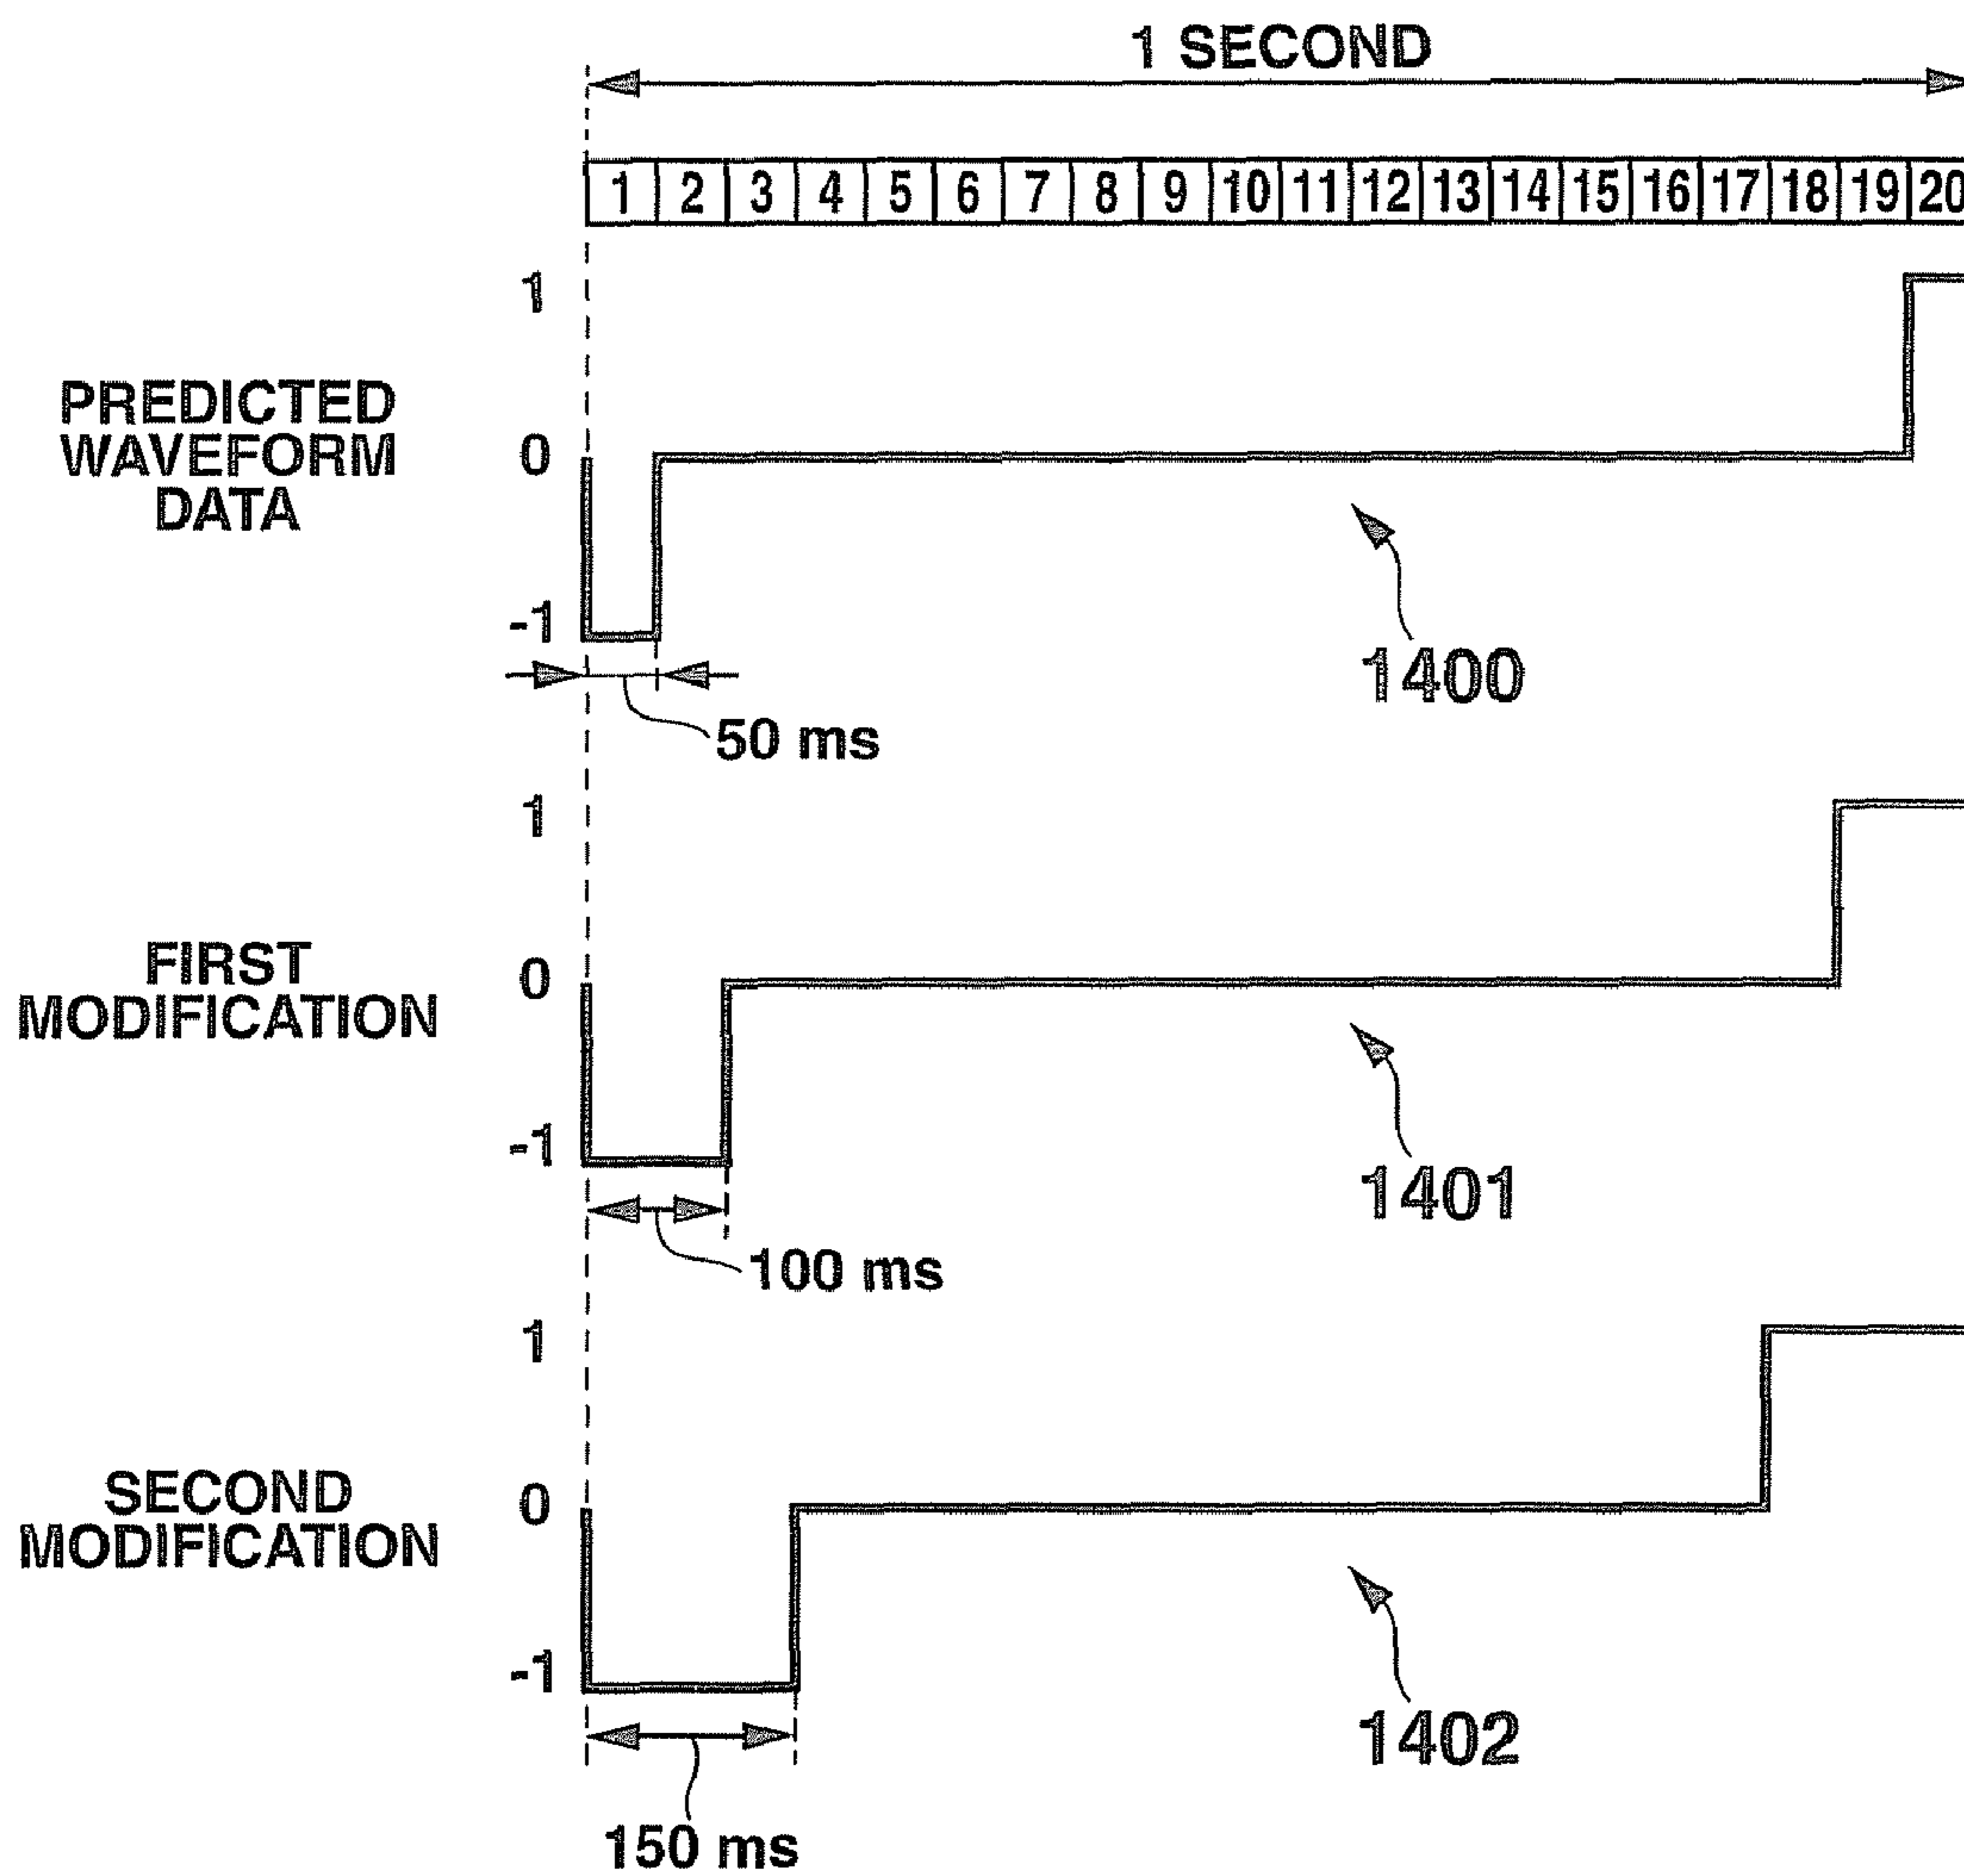 1 SECOND
1 2 3 4 5 6 7 8 9 10 11 12 13 14 15 16 17 18 19 20
1
PREDICTED
WAVEFORM
DATA
0
-1
1400
50 ms
1
FIRST
MODIFICATION
0
-1
1401
100 ms
1
SECOND
MODIFICATION
0
-1
1402
150 ms